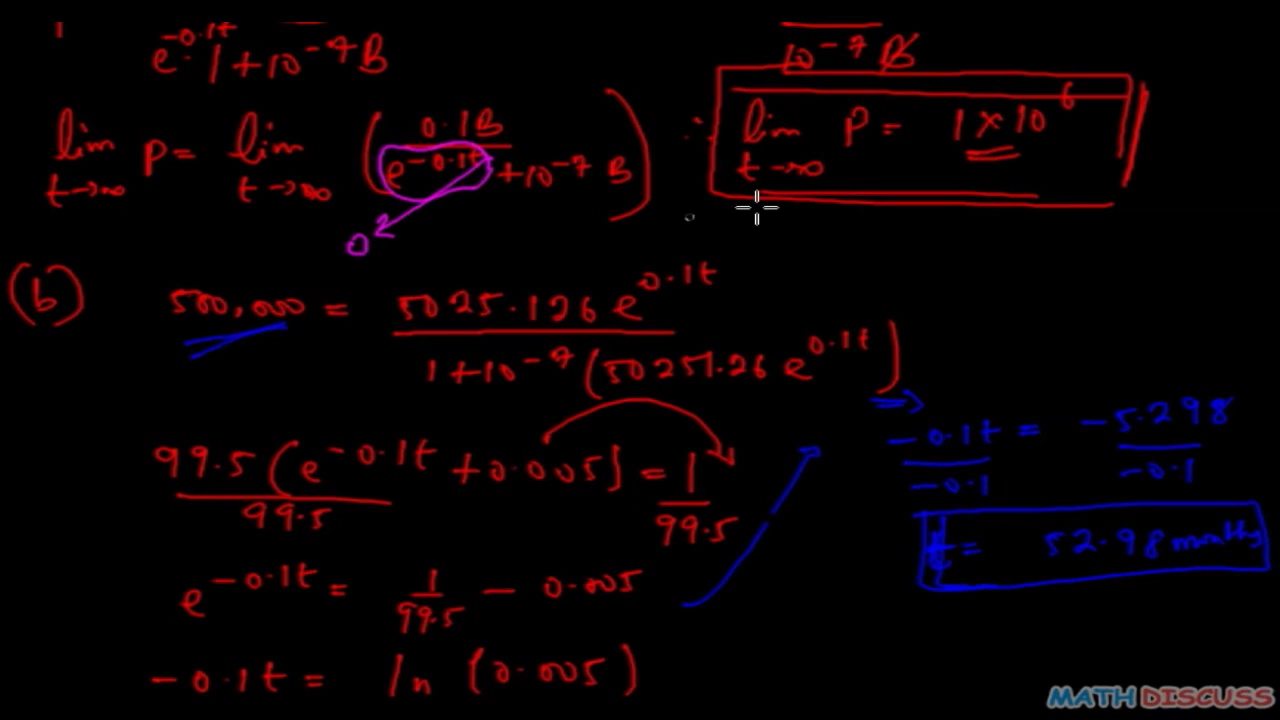 e^-0.1t + 10^-7 B
10^-7 B
lim t→∞ P = lim t→∞ ( 0.1B / e^-0.1t + 10^-7 B )
0
∴ lim t→∞ P = 1 × 10^6
(b) 500,000 = 5025.126 e^0.1t / 1 + 10^-7 (50251.26 e^0.1t)
99.5 (e^-0.1t + 0.005) / 99.5 = 1 / 99.5
e^-0.1t = 1/99.5 - 0.005
-0.1t = ln (0.005)
⇒ -0.1t / -0.1 = -5.298 / -0.1
t = 52.98 months
MATH DISCUSS